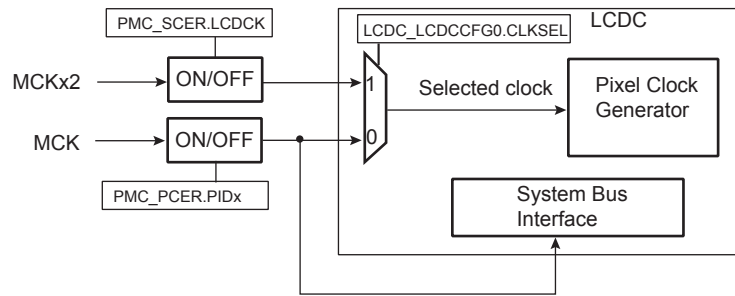 PMC_SCER.LCDCK
LCDC_LCDCCFG0.CLKSEL
LCDC
MCKx2
ON/OFF
1
Selected clock
Pixel Clock
Generator
MCK
ON/OFF
0
PMC_PCER.PIDx
System Bus
Interface